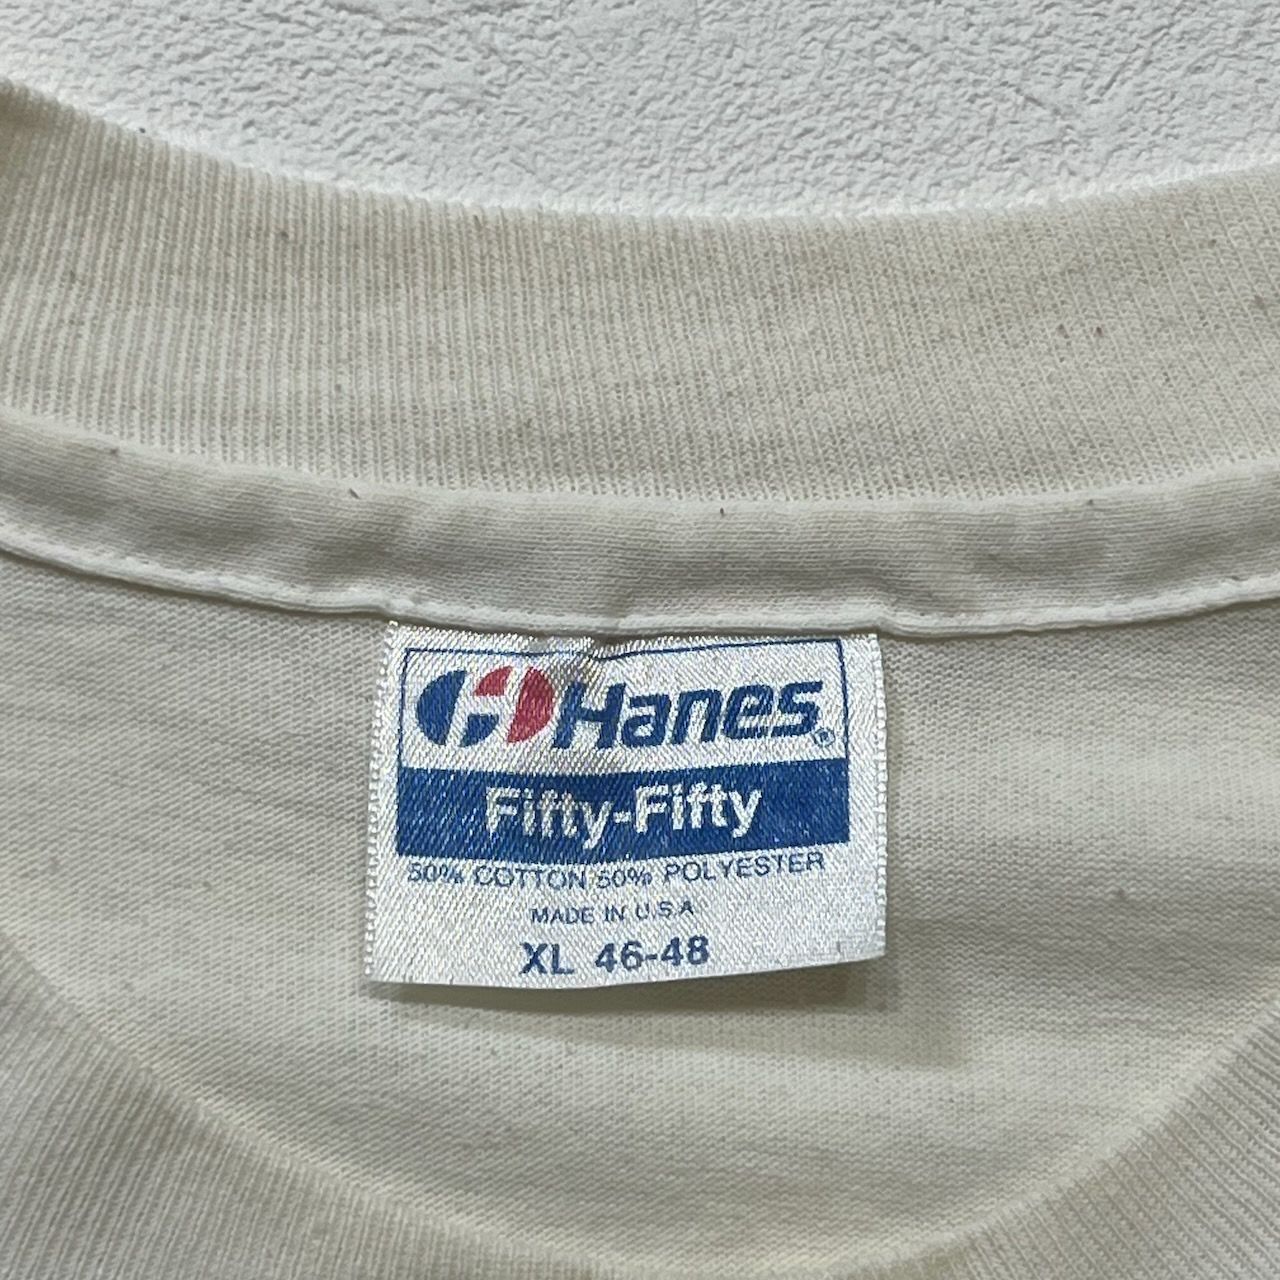 Hanes®
Fifty-Fifty
50% COTTON 50% POLYESTER
MADE IN U.S.A
XL 46-48